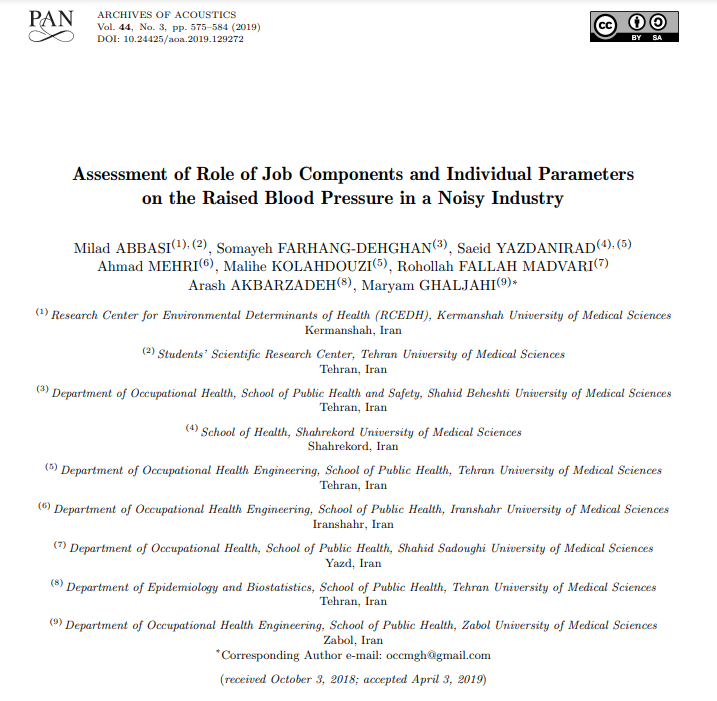 PAN
ARCHIVES OF ACOUSTICS
Vol. 44, No. 3, pp. 575–584 (2019)
DOI: 10.24425/aoa.2019.129272
cc
BY SA
Assessment of Role of Job Components and Individual Parameters
on the Raised Blood Pressure in a Noisy Industry
Milad ABBASI(1),(2), Somayeh FARHANG-DEHGHAN(3), Saeid YAZDANIRAD(4),(5)
Ahmad MEHRI(6), Malihe KOLAHDOUZI(5), Rohollah FALLAH MADVARI(7)
Arash AKBARZADEH(8), Maryam GHALJAHI(9)*
(1) Research Center for Environmental Determinants of Health (RCEDH), Kermanshah University of Medical Sciences
Kermanshah, Iran
(2) Students' Scientific Research Center, Tehran University of Medical Sciences
Tehran, Iran
(3) Department of Occupational Health, School of Public Health and Safety, Shahid Beheshti University of Medical Sciences
Tehran, Iran
(4) School of Health, Shahrekord University of Medical Sciences
Shahrekord, Iran
(5) Department of Occupational Health Engineering, School of Public Health, Tehran University of Medical Sciences
Tehran, Iran
(6) Department of Occupational Health Engineering, School of Public Health, Iranshahr University of Medical Sciences
Iranshahr, Iran
(7) Department of Occupational Health, School of Public Health, Shahid Sadoughi University of Medical Sciences
Yazd, Iran
(8) Department of Epidemiology and Biostatistics, School of Public Health, Tehran University of Medical Sciences
Tehran, Iran
(9) Department of Occupational Health Engineering, School of Public Health, Zabol University of Medical Sciences
Zabol, Iran
*Corresponding Author e-mail: occmgh@gmail.com
(received October 3, 2018; accepted April 3, 2019)